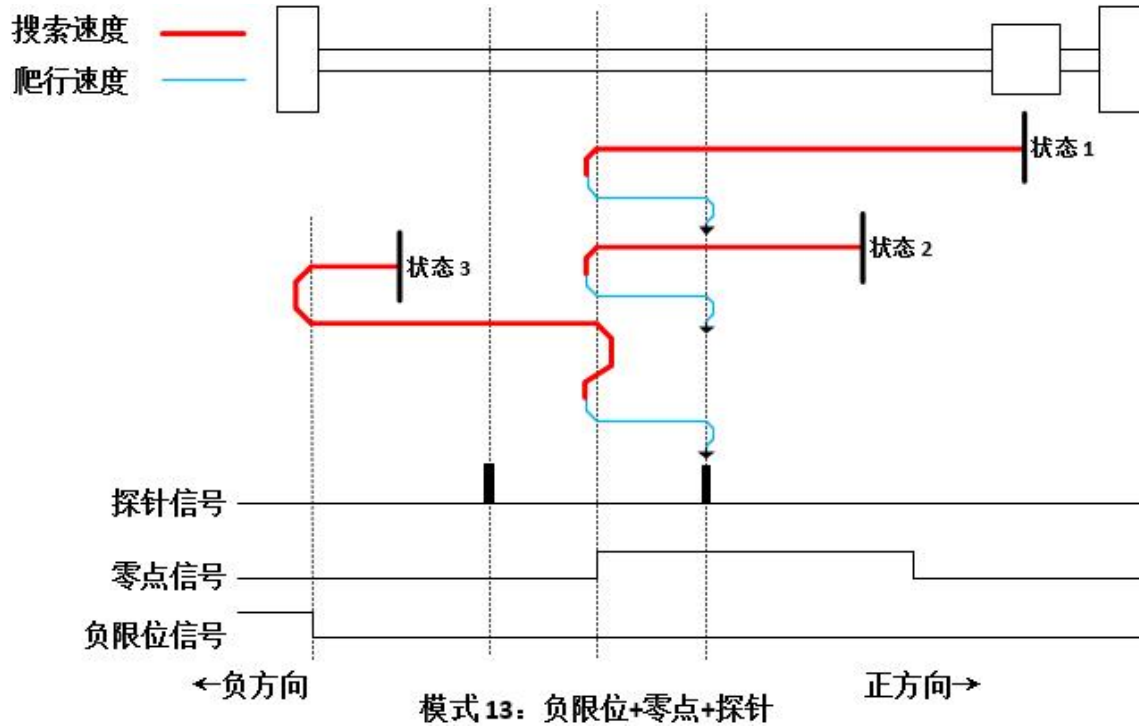 搜索速度
爬行速度
状态 1
状态 2
状态 3
探针信号
零点信号
负限位信号
←负方向
正方向→
模式 13：负限位+零点+探针